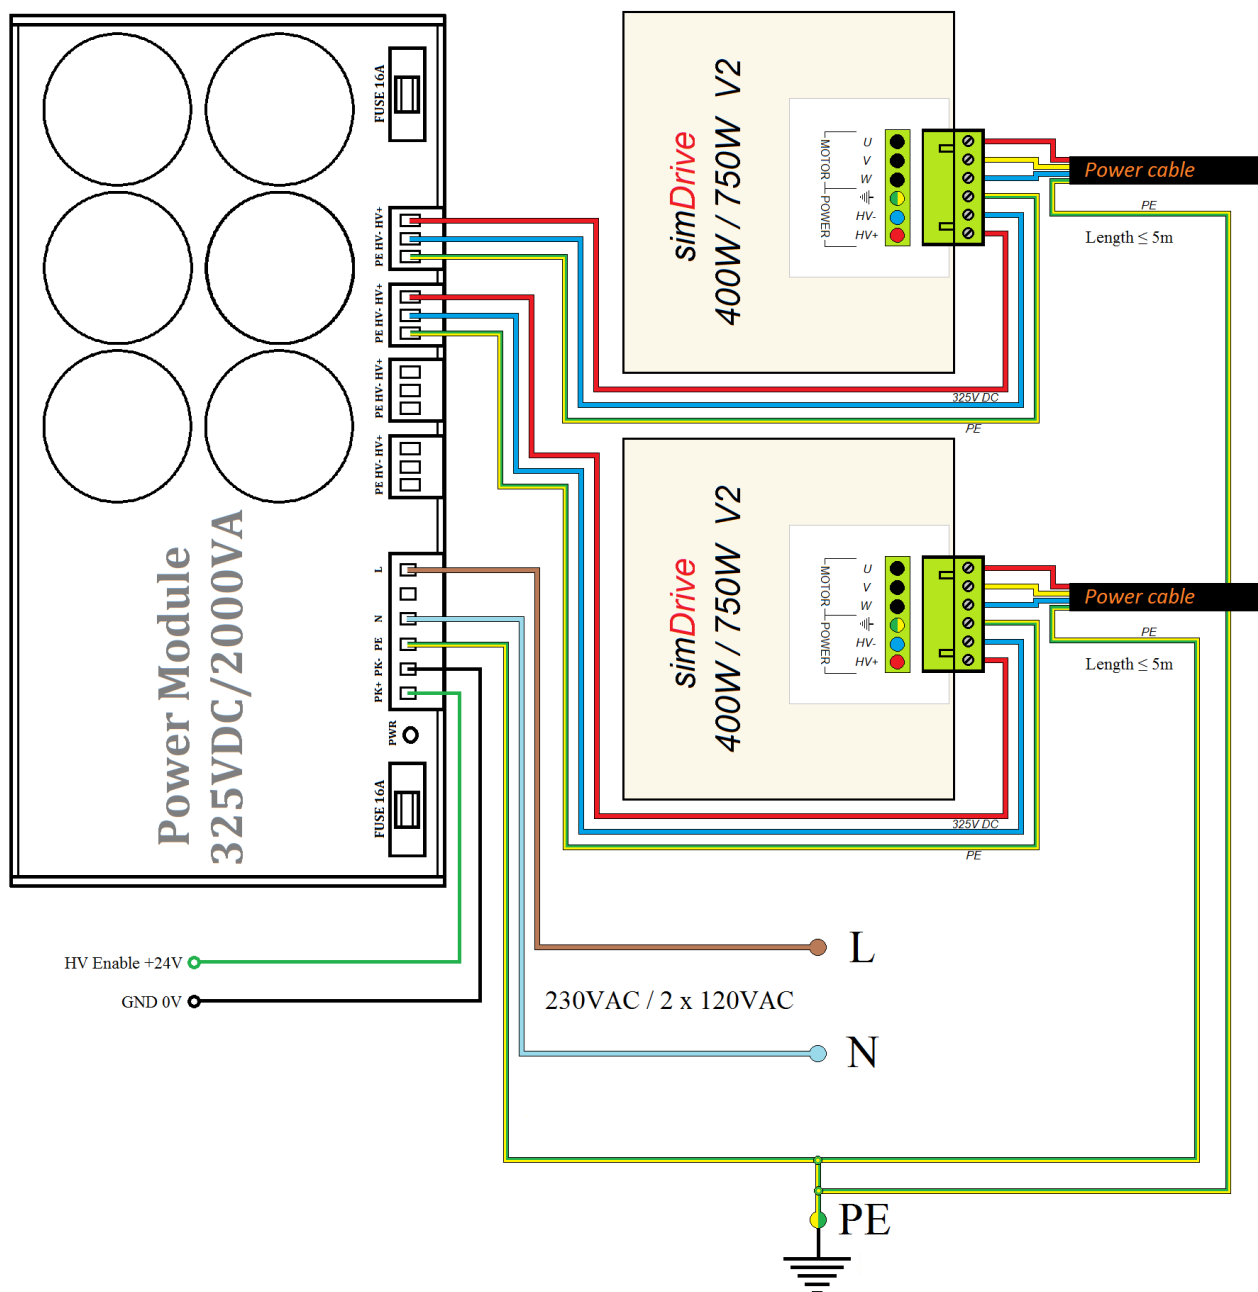 FUSE 16A
PE HV- HV+
PE HV- HV+
PE HV- HV+
PE HV- HV+
L
N
PE
PK-
PK+
PWR
FUSE 16A
Power Module
325VDC/2000VA
simDrive
400W / 750W V2
MOTOR
POWER
U
V
W
HV-
HV+
Power cable
PE
Length ≤ 5m
325V DC
PE
simDrive
400W / 750W V2
MOTOR
POWER
U
V
W
HV-
HV+
Power cable
PE
Length ≤ 5m
325V DC
PE
HV Enable +24V
GND 0V
L
230VAC / 2 x 120VAC
N
PE